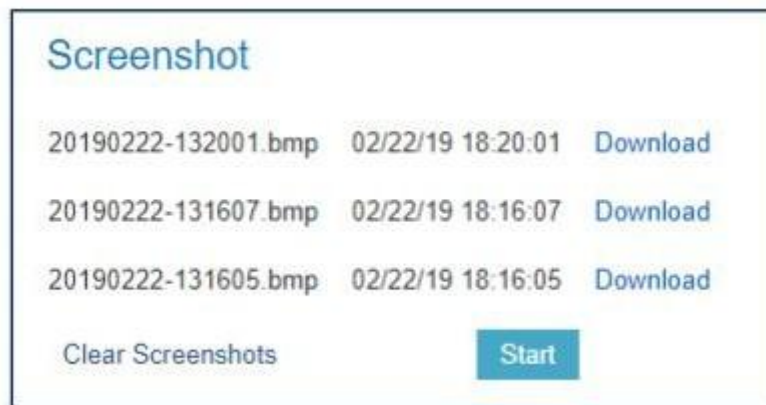 Screenshot
20190222-132001.bmp 02/22/19 18:20:01 Download
20190222-131607.bmp 02/22/19 18:16:07 Download
20190222-131605.bmp 02/22/19 18:16:05 Download
Clear Screenshots Start